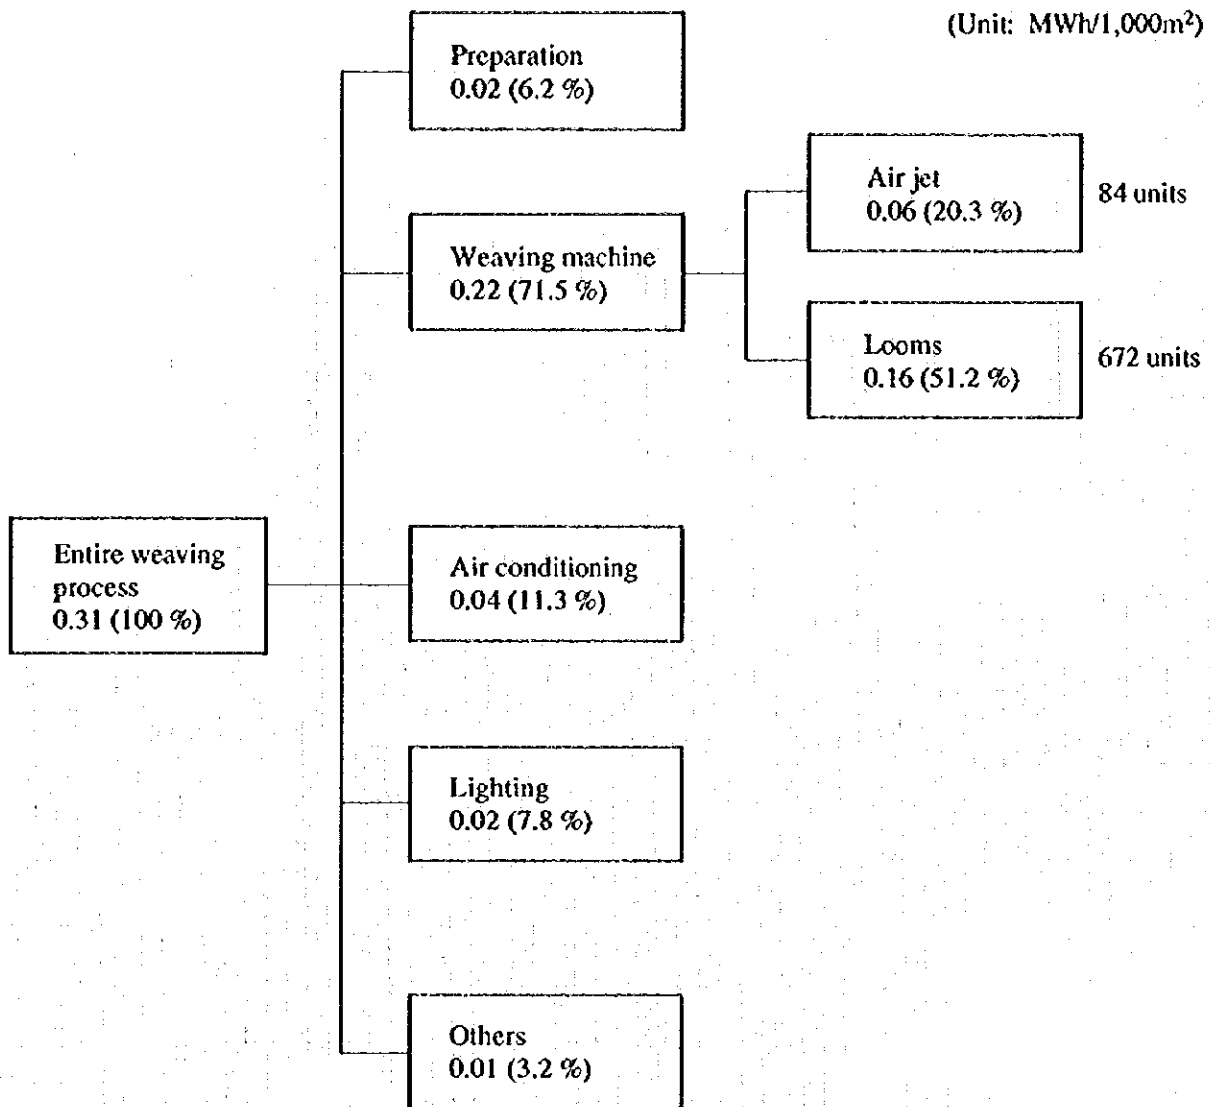 (Unit: MWh/1,000m²)
Preparation
0.02 (6.2 %)
Air jet
0.06 (20.3 %)
84 units
Weaving machine
0.22 (71.5 %)
Looms
0.16 (51.2 %)
672 units
Entire weaving
process
0.31 (100 %)
Air conditioning
0.04 (11.3 %)
Lighting
0.02 (7.8 %)
Others
0.01 (3.2 %)